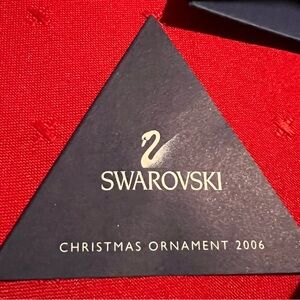 SWAROVSKI
CHRISTMAS ORNAMENT 2006